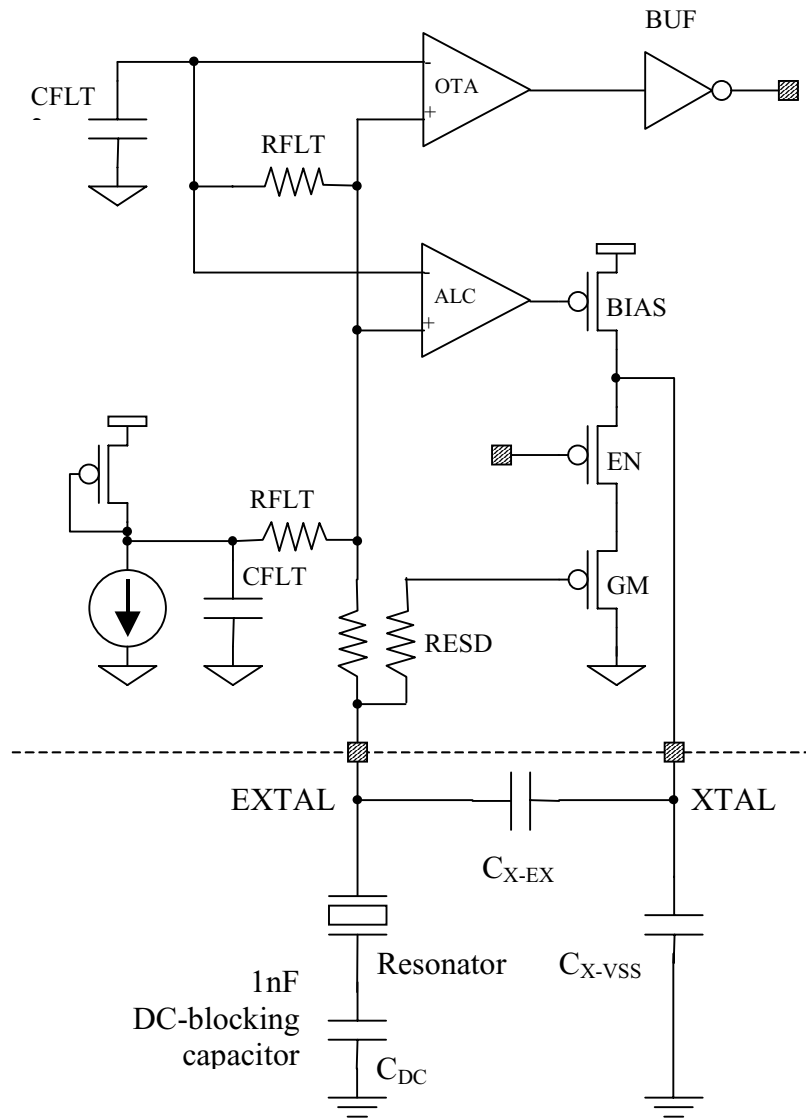 BUF
CFLT
-
OTA
+
RFLT
-
ALC
+
BIAS
EN
RFLT
CFLT
GM
RESD
EXTAL
XTAL
CX-EX
Resonator
CX-VSS
1nF
DC-blocking
capacitor
CDC